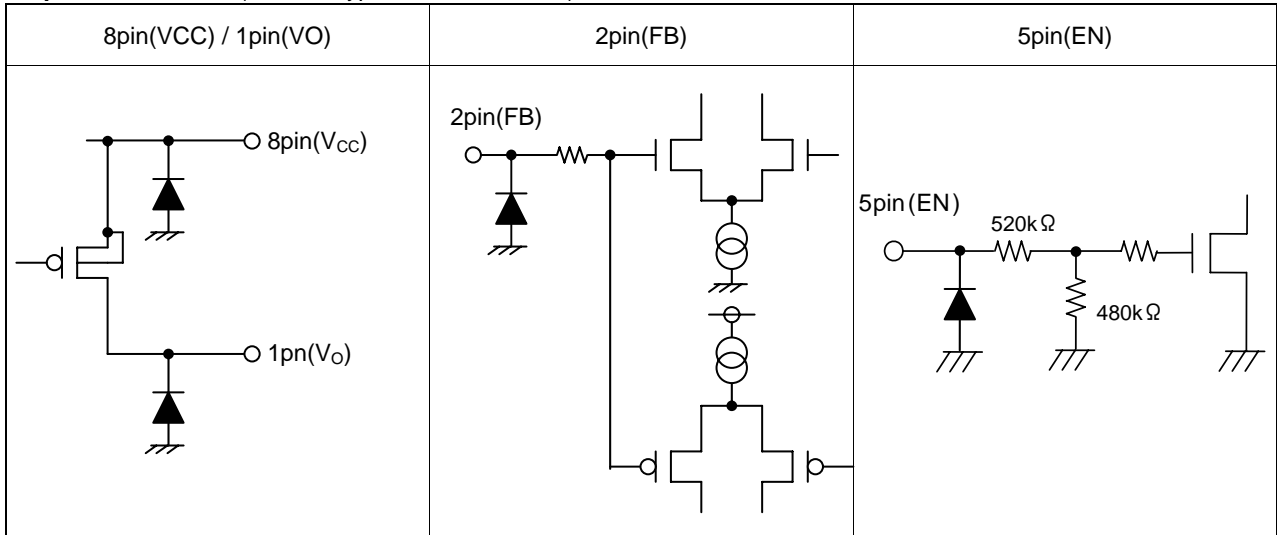 8pin(VCC) / 1pin(VO)
2pin(FB)
5pin(EN)
8pin(VCC)
1pn(VO)
2pin(FB)
5pin(EN)
520kΩ
480kΩ